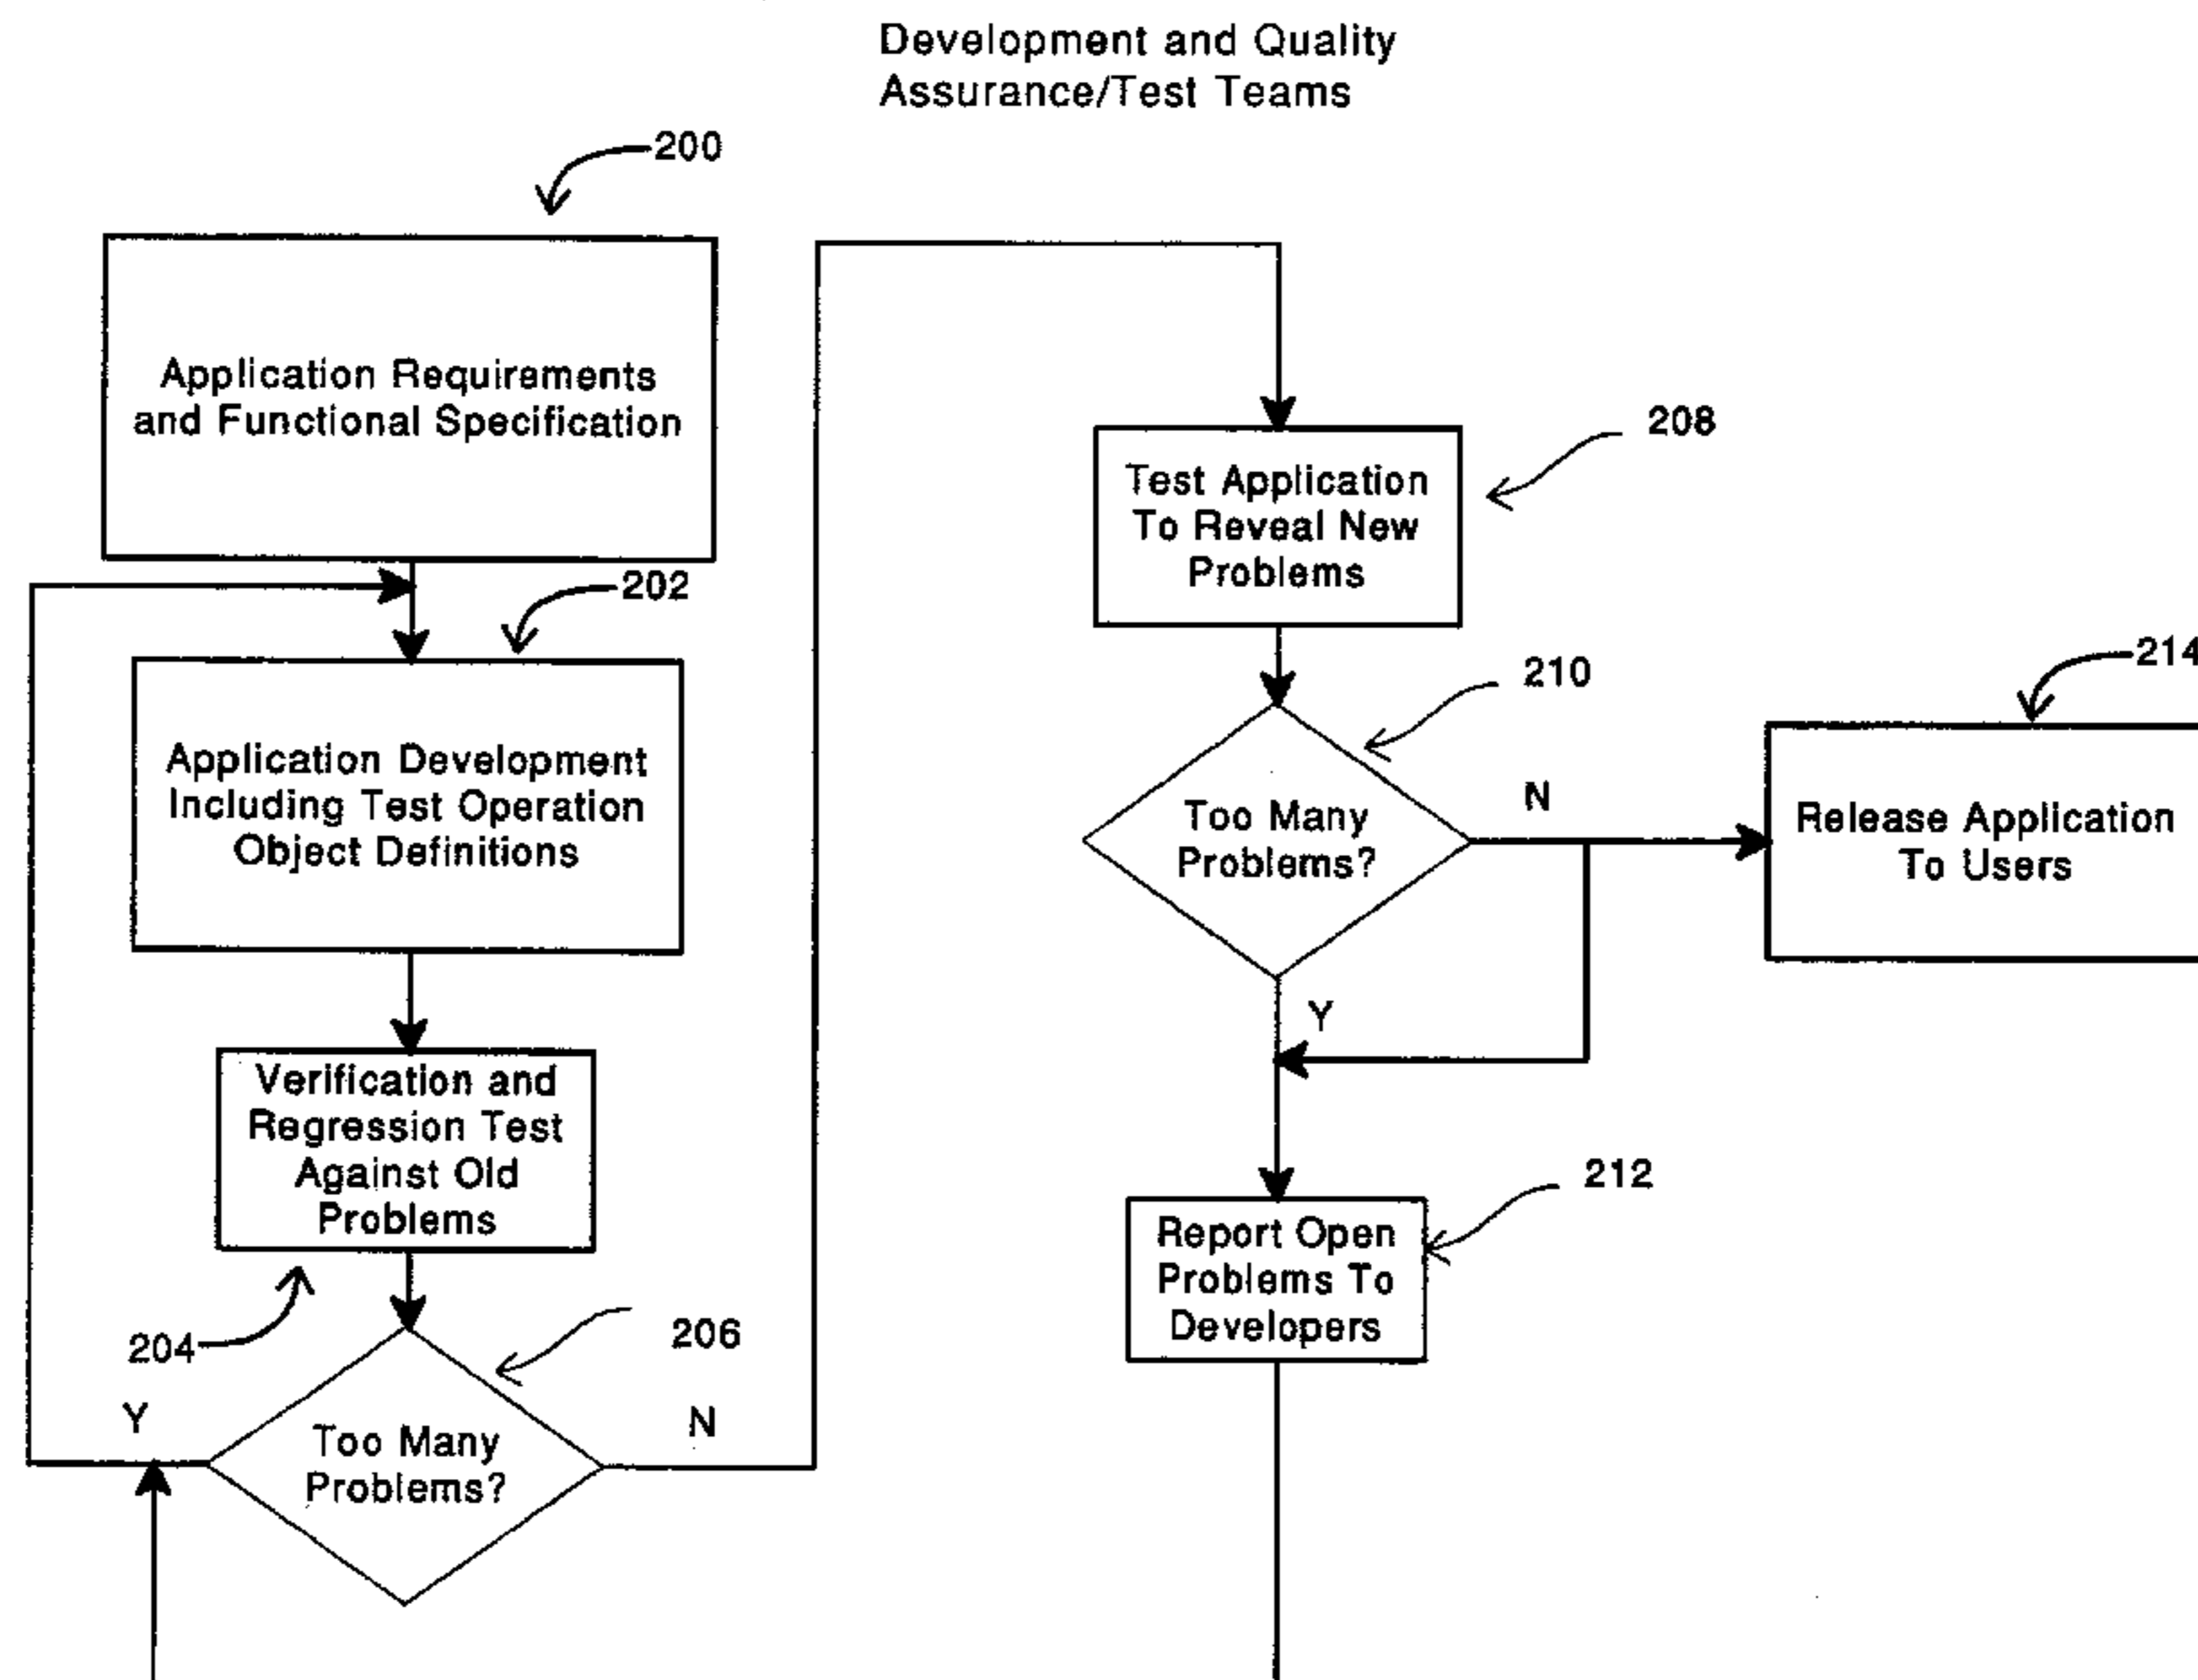 Development and Quality
Assurance/Test Teams
200
Application Requirements
and Functional Specification
202
Application Development
Including Test Operation
Object Definitions
Verification and
Regression Test
Against Old
Problems
204
206
Y
Too Many
Problems?
N
208
Test Application
To Reveal New
Problems
210
Too Many
Problems?
N
Y
214
Release Application
To Users
212
Report Open
Problems To
Developers